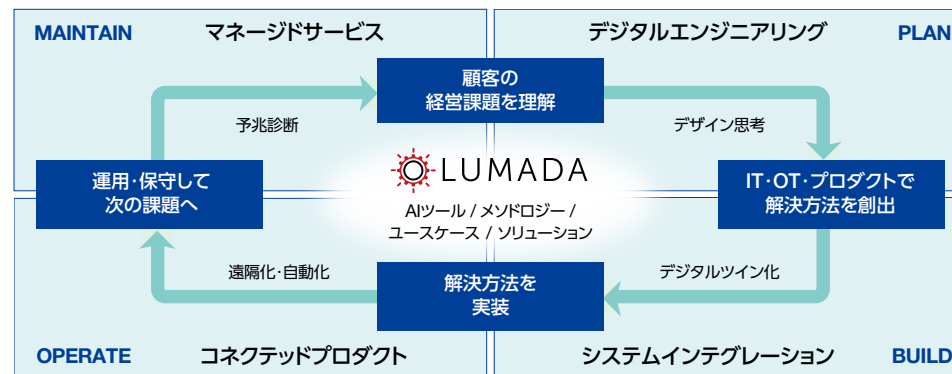 MAINTAIN マネージドサービス
デジタルエンジニアリング PLAN
顧客の
経営課題を理解
予兆診断
デザイン思考
運用・保守して
次の課題へ
LUMADA
AIツール / メソドロジー /
ユースケース / ソリューション
IT・OT・プロダクトで
解決方法を創出
遠隔化・自動化
解決方法を
実装
デジタルツイン化
OPERATE コネクテッドプロダクト
システムインテグレーション BUILD